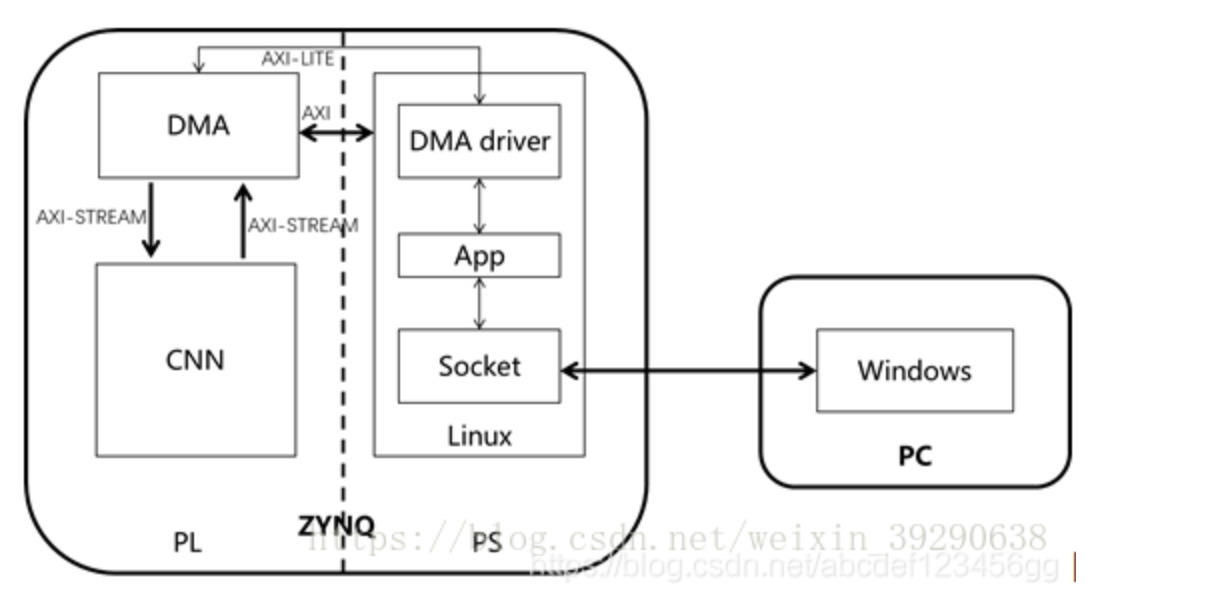 AXI-LITE
DMA
AXI
DMA driver
AXI-STREAM
AXI-STREAM
App
CNN
Socket
Windows
Linux
PC
ZYNQ
PL
PS
https://blog.csdn.net/weixin_39290638
https://blog.csdn.net/abcdef123456gg